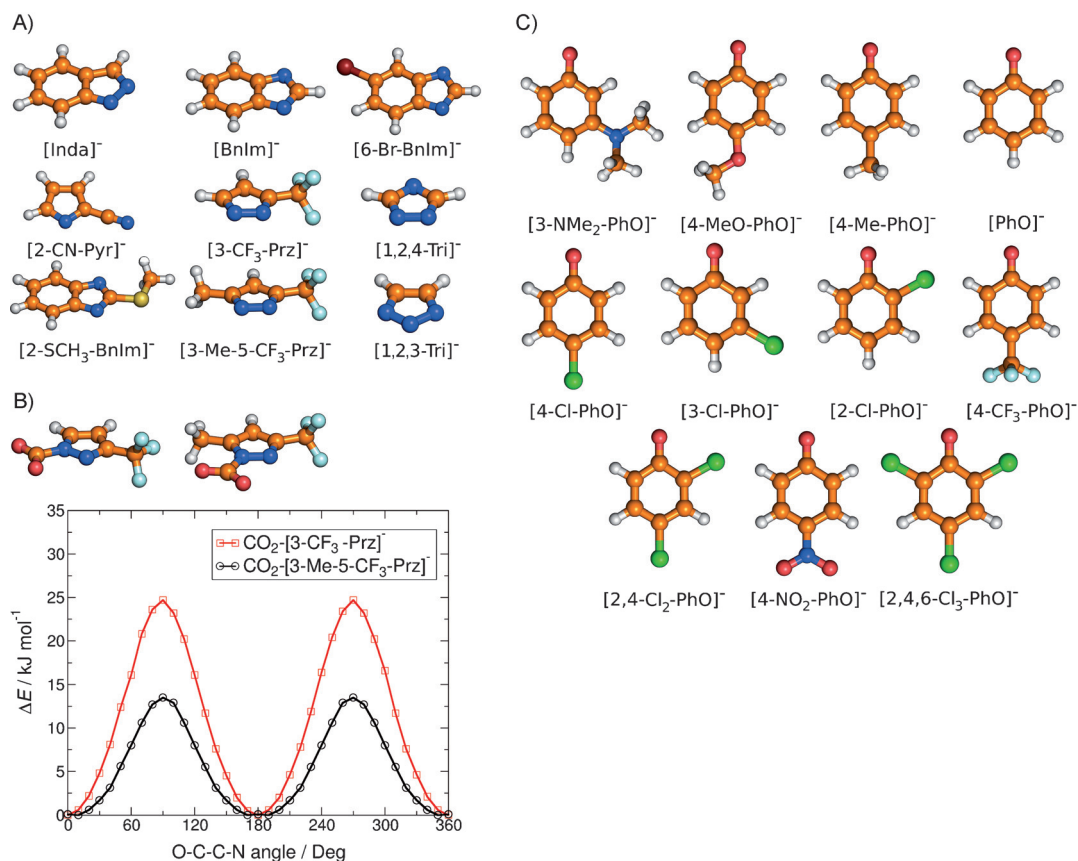 A)
[Inda]⁻
[BnIm]⁻
[6-Br-BnIm]⁻
[2-CN-Pyr]⁻
[3-CF₃-Prz]⁻
[1,2,4-Tri]⁻
[2-SCH₃-BnIm]⁻
[3-Me-5-CF₃-Prz]⁻
[1,2,3-Tri]⁻
B)
35
30
25
20
15
10
5
0
ΔE / kJ mol⁻¹
CO₂-[3-CF₃-Prz]⁻
CO₂-[3-Me-5-CF₃-Prz]⁻
0 60 120 180 240 300 360
O-C-C-N angle / Deg
C)
[3-NMe₂-PhO]⁻
[4-MeO-PhO]⁻
[4-Me-PhO]⁻
[PhO]⁻
[4-Cl-PhO]⁻
[3-Cl-PhO]⁻
[2-Cl-PhO]⁻
[4-CF₃-PhO]⁻
[2,4-Cl₂-PhO]⁻
[4-NO₂-PhO]⁻
[2,4,6-Cl₃-PhO]⁻